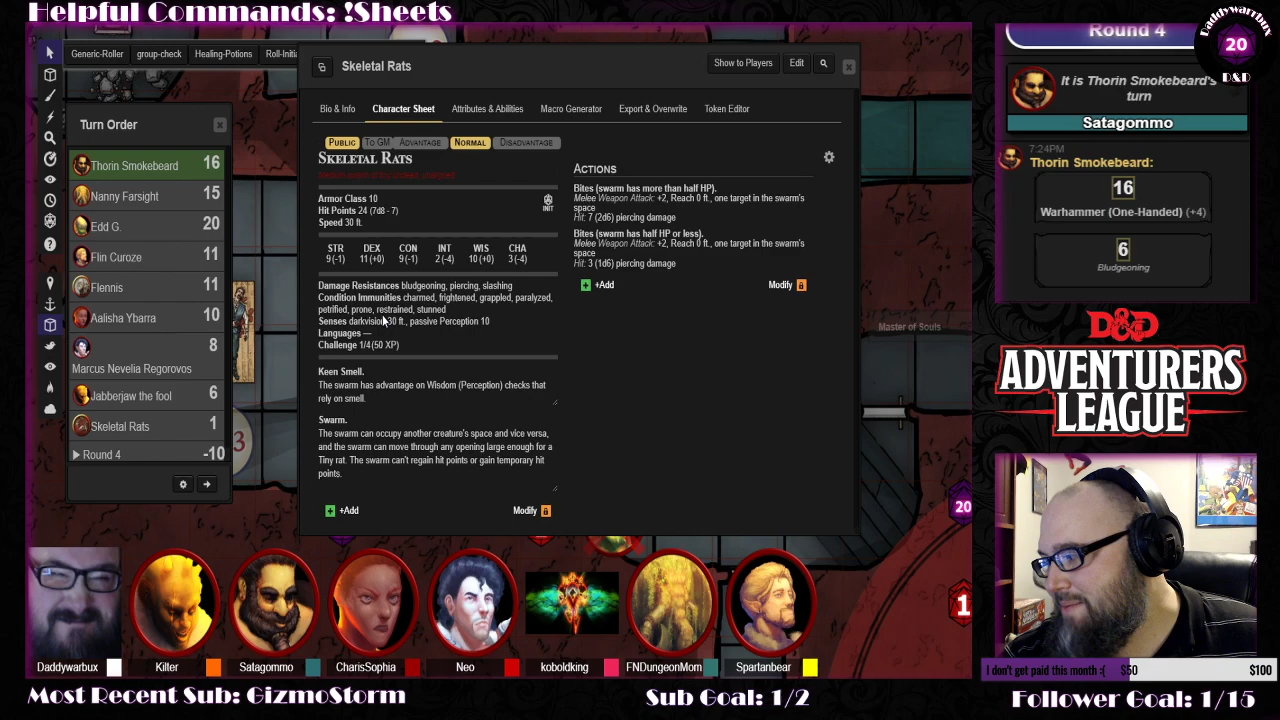 Helpful Commands: !Sheets
Generic-Roller
group-check
Healing-Potions
Roll-Initia
Turn Order
Thorin Smokebeard 16
Nanny Farsight 15
Edd G. 20
Flin Curoze 11
Flennis 11
Aalisha Ybarra 10
8
Marcus Nevelia Regorovos
Jabberjaw the fool 6
Skeletal Rats 1
Round 4 -10
Skeletal Rats
Show to Players
Edit
Bio & Info
Character Sheet
Attributes & Abilities
Macro Generator
Export & Overwrite
Token Editor
PUBLIC
To GM
ADVANTAGE
NORMAL
DISADVANTAGE
SKELETAL RATS
Armor Class 10
Hit Points 24 (7d8 - 7)
Speed 30 ft.
INIT
STR DEX CON INT WIS CHA
9 (-1) 11 (+0) 9 (-1) 2 (-4) 10 (+0) 3 (-4)
Damage Resistances bludgeoning, piercing, slashing
Condition Immunities charmed, frightened, grappled, paralyzed,
petrified, prone, restrained, stunned
Senses darkvision 30 ft., passive Perception 10
Languages —
Challenge 1/4 (50 XP)
Keen Smell.
The swarm has advantage on Wisdom (Perception) checks that
rely on smell.
Swarm.
The swarm can occupy another creature's space and vice versa,
and the swarm can move through any opening large enough for a
Tiny rat. The swarm can't regain hit points or gain temporary hit
points.
+Add
Modify
ACTIONS
Bites (swarm has more than half HP).
Melee Weapon Attack: +2, Reach 0 ft., one target in the swarm's
space
Hit: 7 (2d6) piercing damage
Bites (swarm has half HP or less).
Melee Weapon Attack: +2, Reach 0 ft., one target in the swarm's
space
Hit: 3 (1d6) piercing damage
+Add
Modify
Master of Souls
3
20
1
Round 4
It is Thorin Smokebeard's
turn
Satagommo
7:24PM
Thorin Smokebeard:
16
Warhammer (One-Handed) (+4)
6
Bludgeoning
Daddywarbux
20
D&D
D&D
ADVENTURERS
LEAGUE
Daddywarbux
Kilter
Satagommo
CharisSophia
Neo
koboldking
FNDungeonMom
Spartanbear
I don't get paid this month :( $50 $100
Most Recent Sub: GizmoStorm
Sub Goal: 1/2
Follower Goal: 1/15